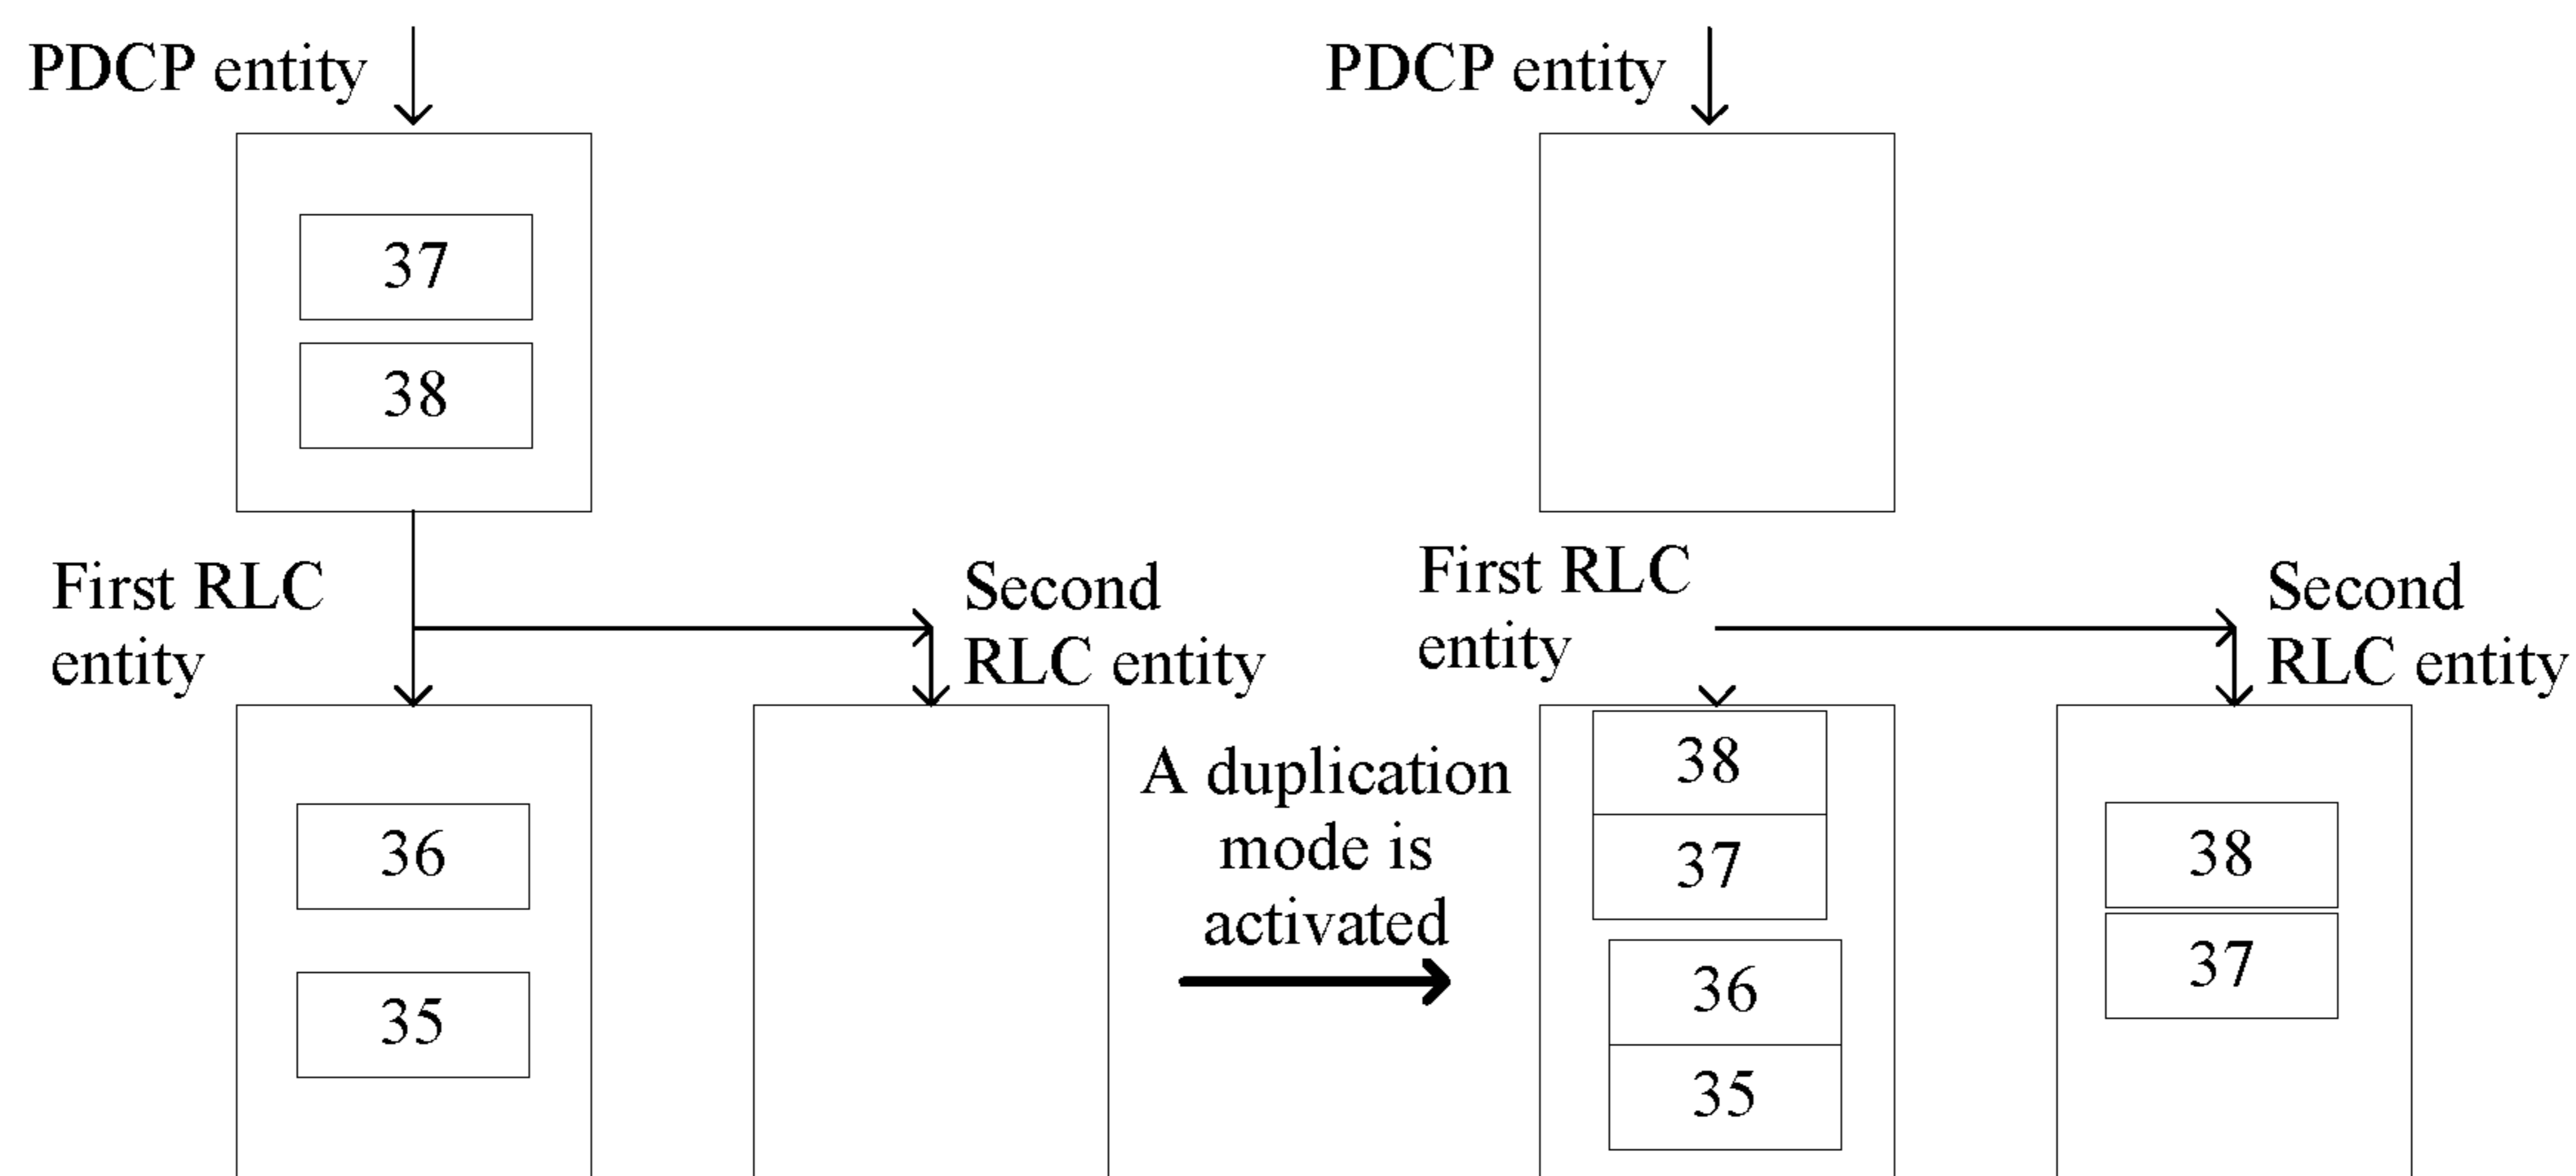 PDCP entity
37
38
First RLC
entity
Second
RLC entity
36
35
A duplication
mode is
activated
PDCP entity
First RLC
entity
Second
RLC entity
38
37
36
35
38
37